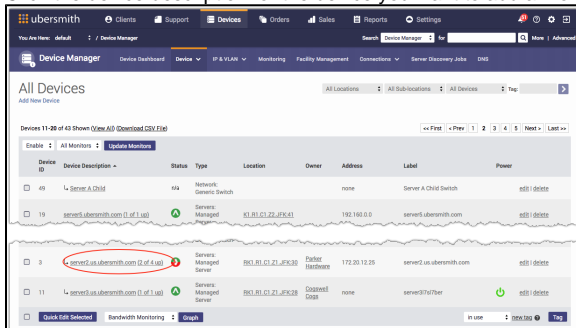 ubersmith Clients Support Devices Orders Sales Reports Settings
You Are Here: default / Device Manager Search Device Manager for More Advanced
Device Manager Device Dashboard Device IP & VLAN Monitoring Facility Management Connections Server Discovery Jobs DNS
All Devices
All Locations All Sub-locations All Devices Tag:
Add New Device
Devices 11-20 of 43 Shown (View All) (Download CSV File) << First < Prev 1 2 3 4 5 Next > Last >>
Enable All Monitors Update Monitors
Device ID Device Description Status Type Location Owner Address Label Power
49 Server A Child n/a Network: Generic Switch none Server A Child Switch edit | delete
19 server5.ubersmith.com (1 of 1 up) Servers: Managed K1.R1.C1.Z2.JFK:41 192.160.0.0 server5.ubersmith.com edit | delete
3 server2.us.ubersmith.com (2 of 4 up) Servers: Managed Server RK1.R1.C1.Z1.JFK:30 Parker Hardware 172.20.12.25 server2.us.ubersmith.com edit | delete
11 server3.us.ubersmith.com (1 of 1 up) Servers: Managed Server RK1.R1.C1.Z1.JFK:28 Cogswell Cogs none server3l7sl7ber edit | delete
Quick Edit Selected Bandwidth Monitoring Graph in use new tag Tag